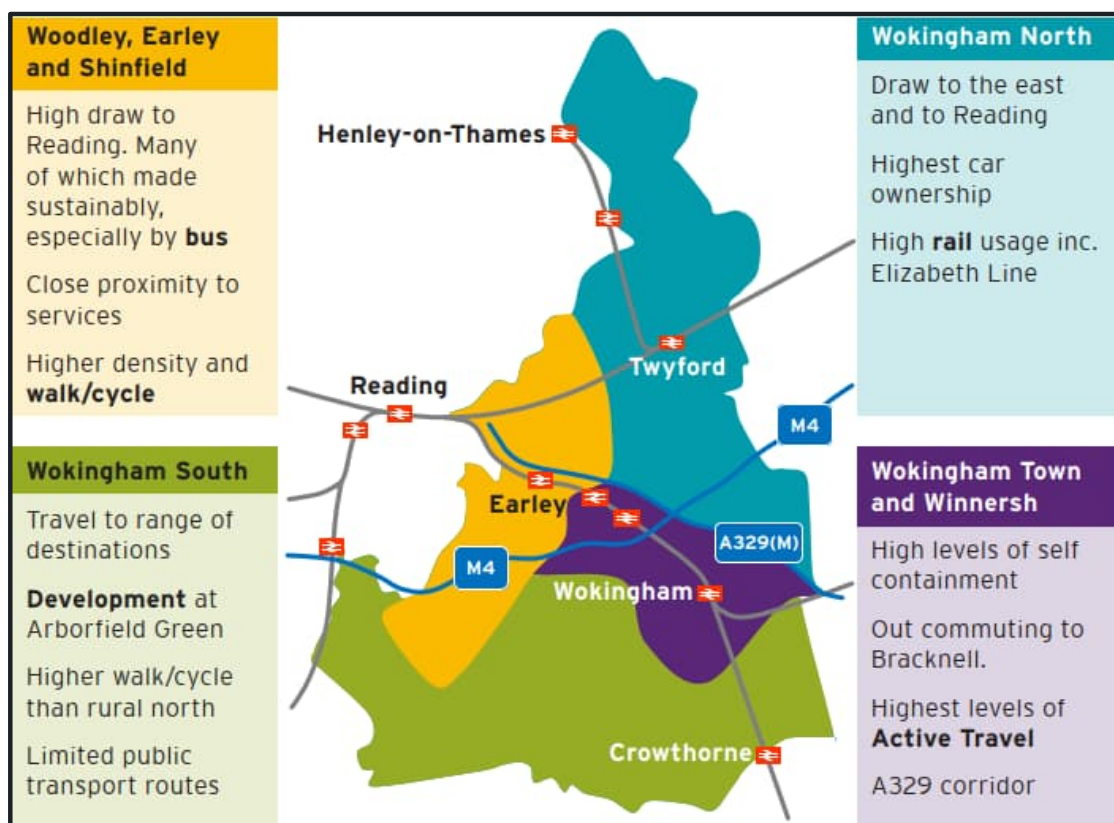 Woodley, Earley
and Shinfield
High draw to
Reading. Many
of which made
sustainably,
especially by bus
Close proximity to
services
Higher density and
walk/cycle
Wokingham South
Travel to range of
destinations
Development at
Arborfield Green
Higher walk/cycle
than rural north
Limited public
transport routes
Henley-on-Thames
Twyford
Reading
M4
Earley
A329(M)
M4
Wokingham
Crowthorne
Wokingham North
Draw to the east
and to Reading
Highest car
ownership
High rail usage inc.
Elizabeth Line
Wokingham Town
and Winnersh
High levels of self
containment
Out commuting to
Bracknell.
Highest levels of
Active Travel
A329 corridor